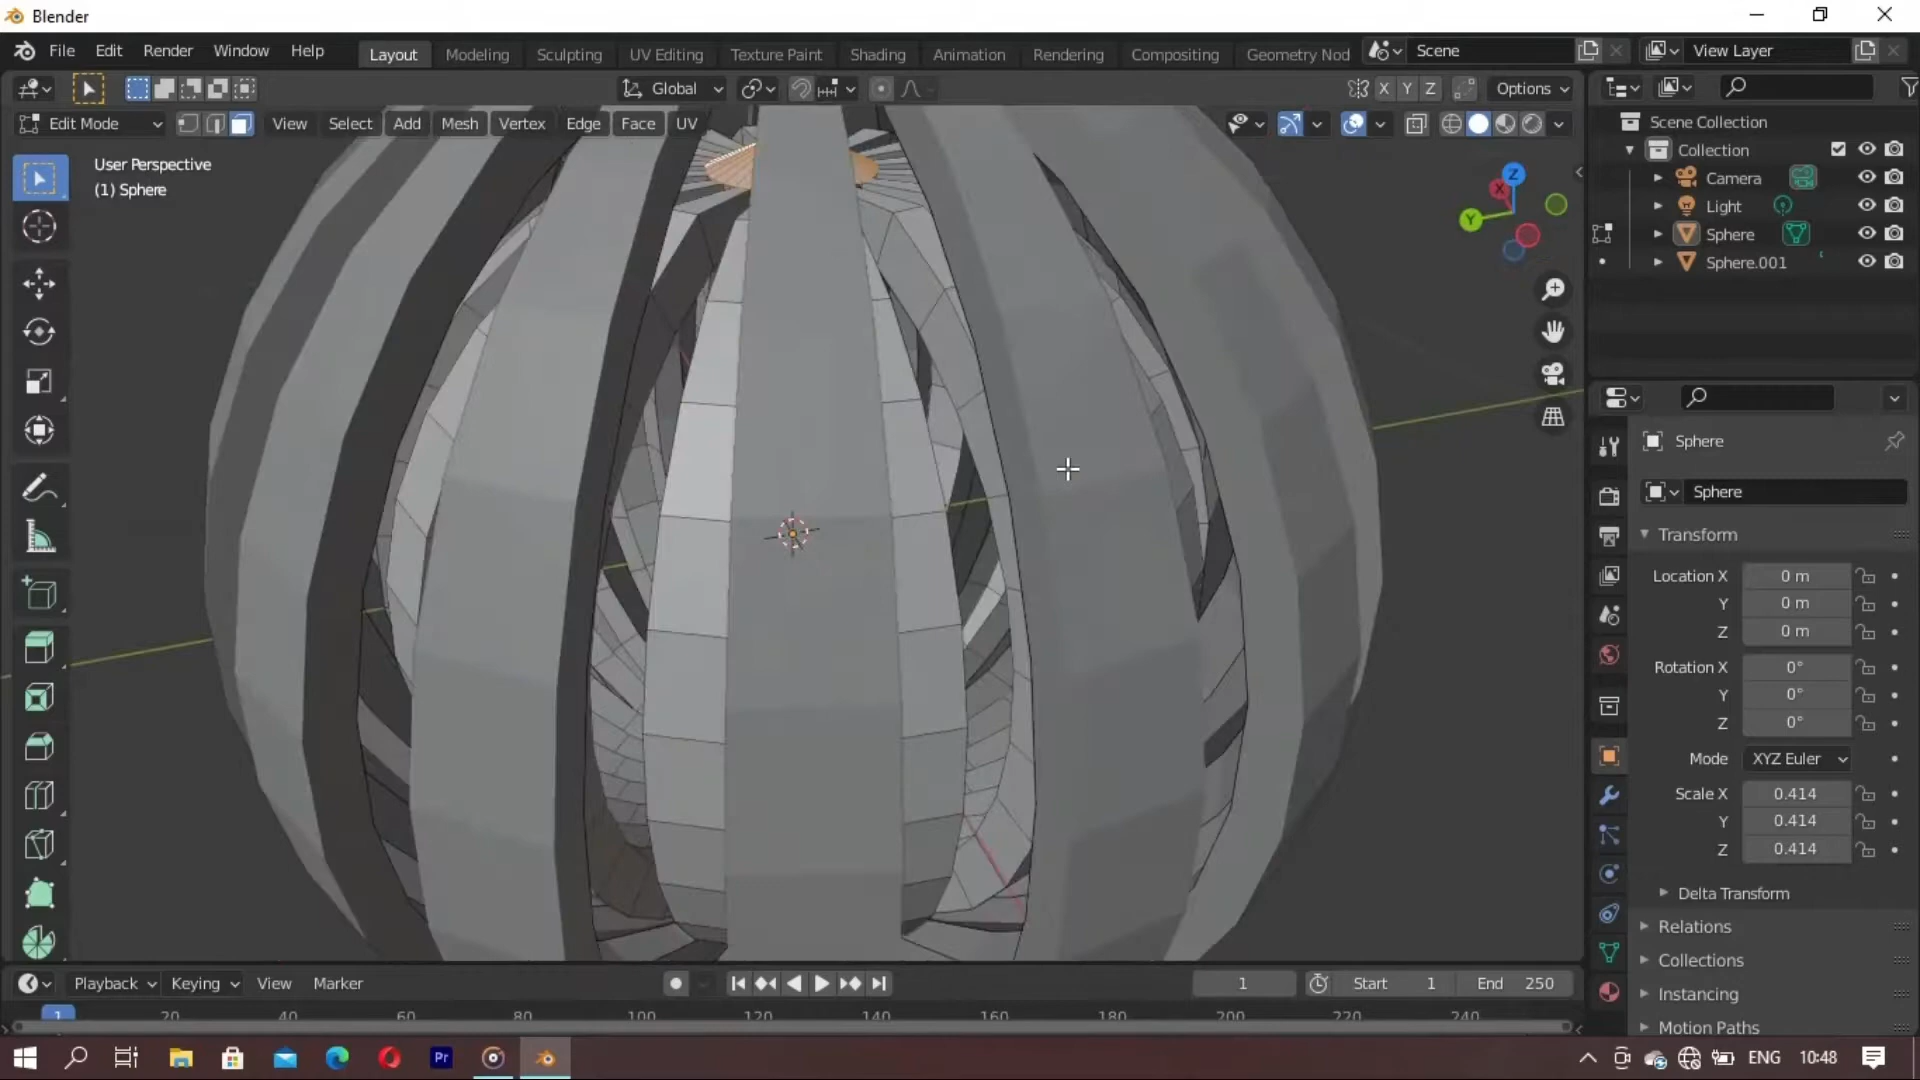 Blender
File Edit Render Window Help Layout Modeling Sculpting UV Editing Texture Paint Shading Animation Rendering Compositing Geometry Nod Scene View Layer
Global X Y Z Options
Edit Mode View Select Add Mesh Vertex Edge Face UV
User Perspective
(1) Sphere
Z
X
Y
Scene Collection
Collection
Camera
Light
Sphere
Sphere.001
Sphere
Sphere
Transform
Location X 0 m
Y 0 m
Z 0 m
Rotation X 0°
Y 0°
Z 0°
Mode XYZ Euler
Scale X 0.414
Y 0.414
Z 0.414
Delta Transform
Relations
Collections
Instancing
Motion Paths
Playback Keying View Marker 1 Start 1 End 250
1 20 40 60 80 100 120 140 160 180 200 220 240
Pr ENG 10:48